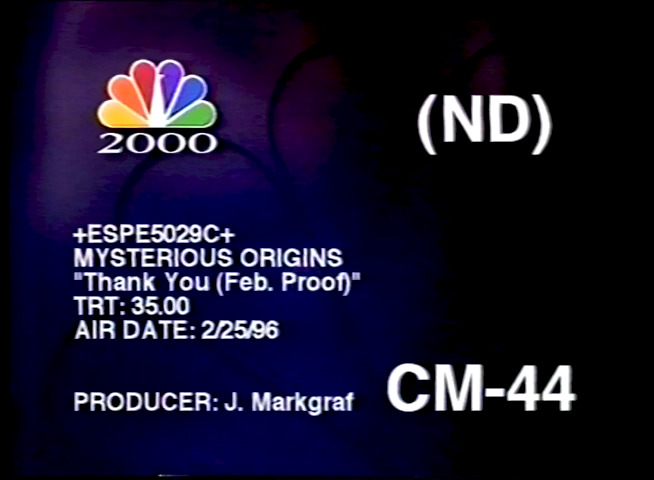 2000
(ND)
+ESPE5029C+
MYSTERIOUS ORIGINS
"Thank You (Feb. Proof)"
TRT: 35.00
AIR DATE: 2/25/96
PRODUCER: J. Markgraf
CM-44